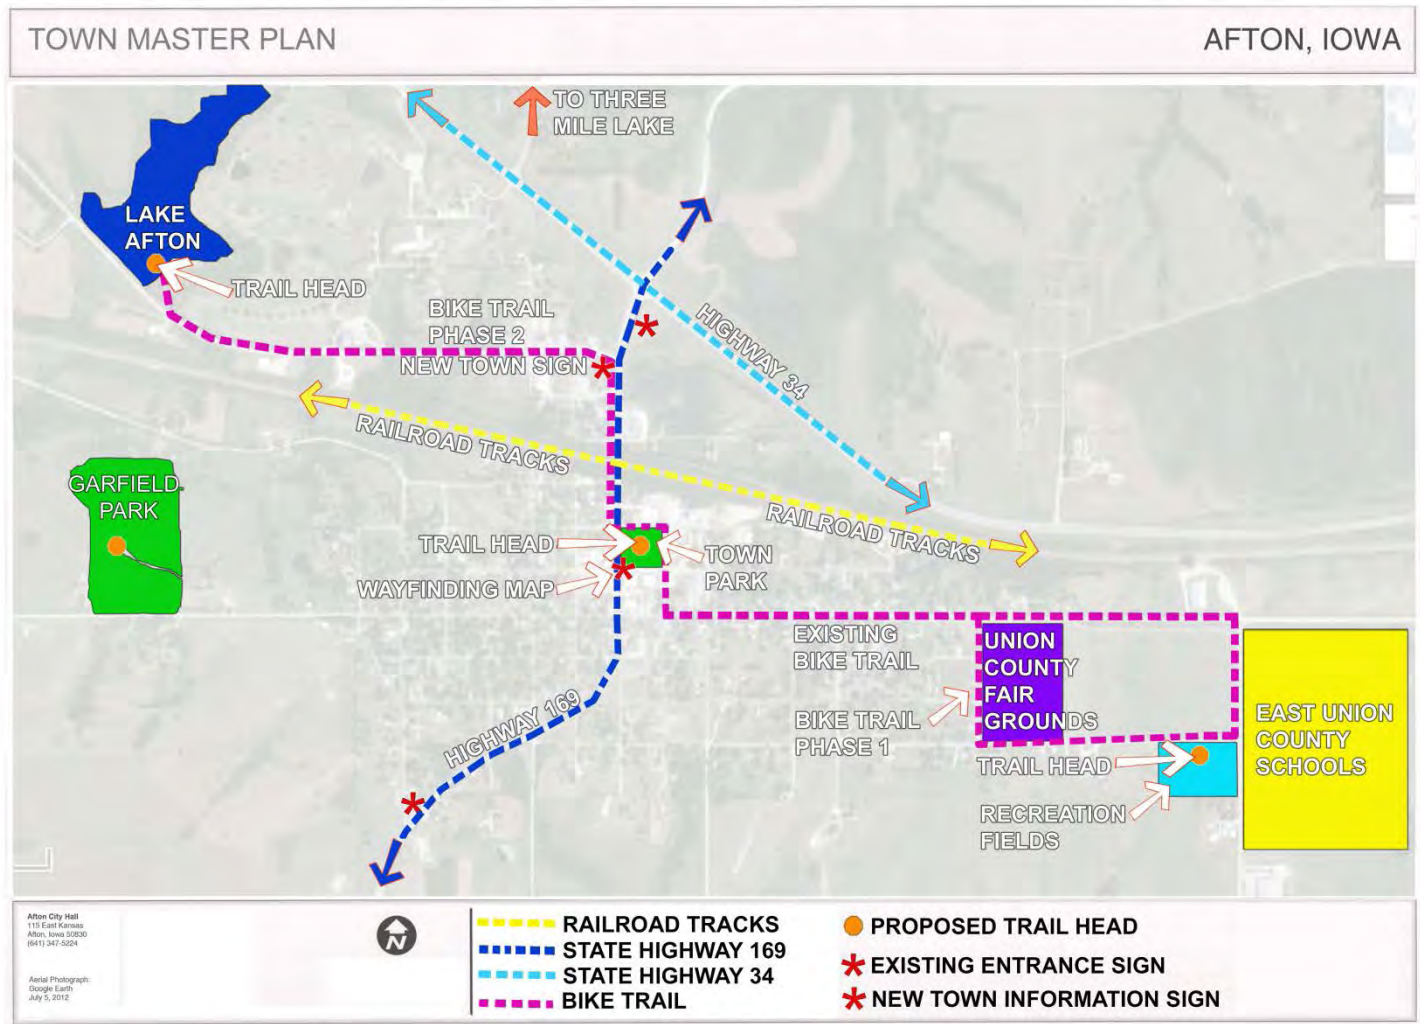 TOWN MASTER PLAN
AFTON, IOWA
TO THREE
MILE LAKE
LAKE
AFTON
TRAIL HEAD
BIKE TRAIL
PHASE 2
NEW TOWN SIGN
HIGHWAY 34
RAILROAD TRACKS
GARFIELD
PARK
RAILROAD TRACKS
TRAIL HEAD
TOWN
PARK
WAYFINDING MAP
EXISTING
BIKE TRAIL
UNION
COUNTY
FAIR
GROUNDS
HIGHWAY 169
BIKE TRAIL
PHASE 1
EAST UNION
COUNTY
SCHOOLS
TRAIL HEAD
RECREATION
FIELDS
Afton City Hall
115 East Kansas
Afton, Iowa 50830
(641) 347-5224
Aerial Photograph:
Google Earth
July 5, 2012
N
RAILROAD TRACKS
STATE HIGHWAY 169
STATE HIGHWAY 34
BIKE TRAIL
PROPOSED TRAIL HEAD
EXISTING ENTRANCE SIGN
NEW TOWN INFORMATION SIGN